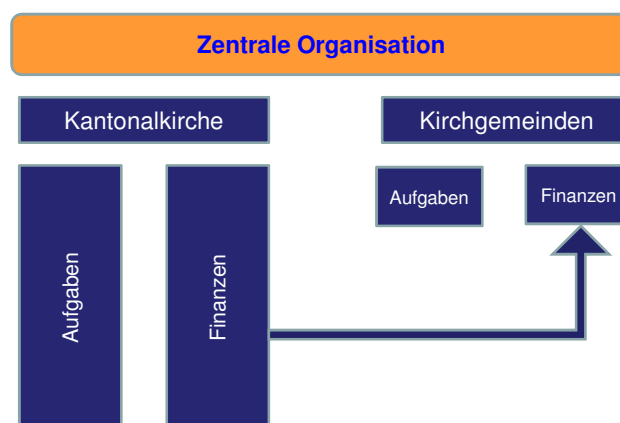 Zentrale Organisation
Kantonalkirche
Kirchgemeinden
Aufgaben
Finanzen
Aufgaben
Finanzen